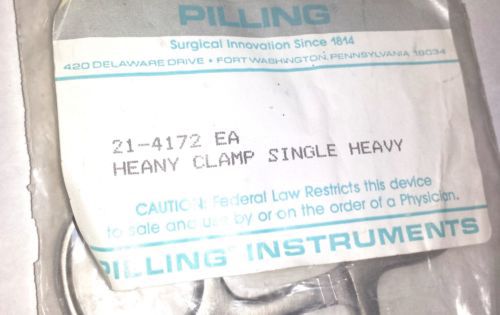 PILLING®
Surgical Innovation Since 1814
420 DELAWARE DRIVE • FORT WASHINGTON, PENNSYLVANIA 19034
21-4172 EA
HEANY CLAMP SINGLE HEAVY
CAUTION: Federal Law Restricts this device
to sale and use by or on the order of a Physician.
PILLING® INSTRUMENTS